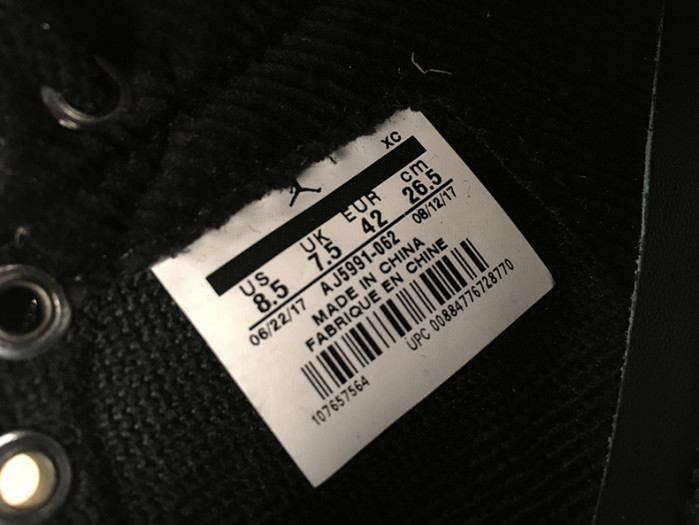 XC
US UK EUR cm
8.5 7.5 42 26.5
06/22/17 AJ5991-062 08/12/17
MADE IN CHINA
FABRIQUE EN CHINE
107657564 UPC 00884776728770